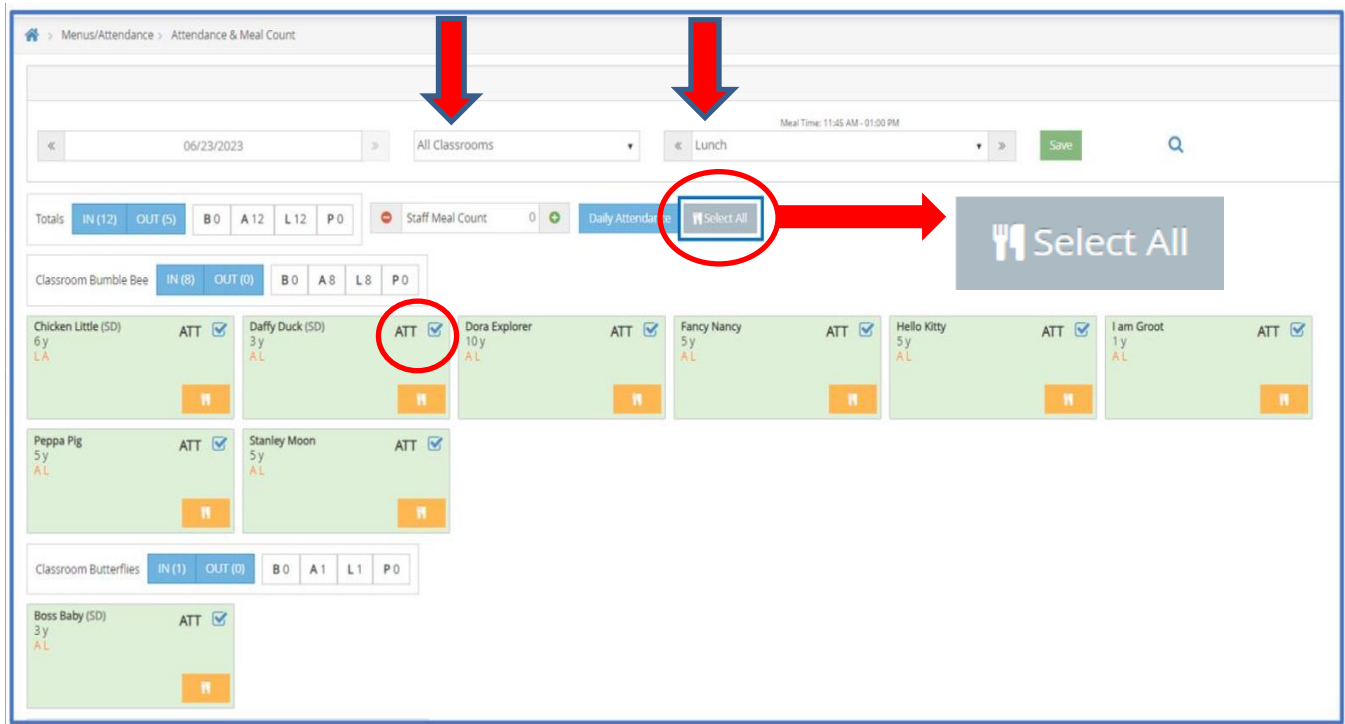 > Menus/Attendance > Attendance & Meal Count
Meal Time: 11:45 AM - 01:00 PM
« 06/23/2023 » All Classrooms « Lunch » Save
Totals IN (12) OUT (5) B 0 A 12 L 12 P 0 Staff Meal Count 0 Daily Attendance Select All
Select All
Classroom Bumble Bee IN (8) OUT (0) B 0 A 8 L 8 P 0
Chicken Little (SD) ATT
6 y
L A
Daffy Duck (SD) ATT
3 y
A L
Dora Explorer ATT
10 y
A L
Fancy Nancy ATT
5 y
A L
Hello Kitty ATT
5 y
A L
I am Groot ATT
1 y
A L
Peppa Pig ATT
5 y
A L
Stanley Moon ATT
5 y
A L
Classroom Butterflies IN (1) OUT (0) B 0 A 1 L 1 P 0
Boss Baby (SD) ATT
3 y
A L